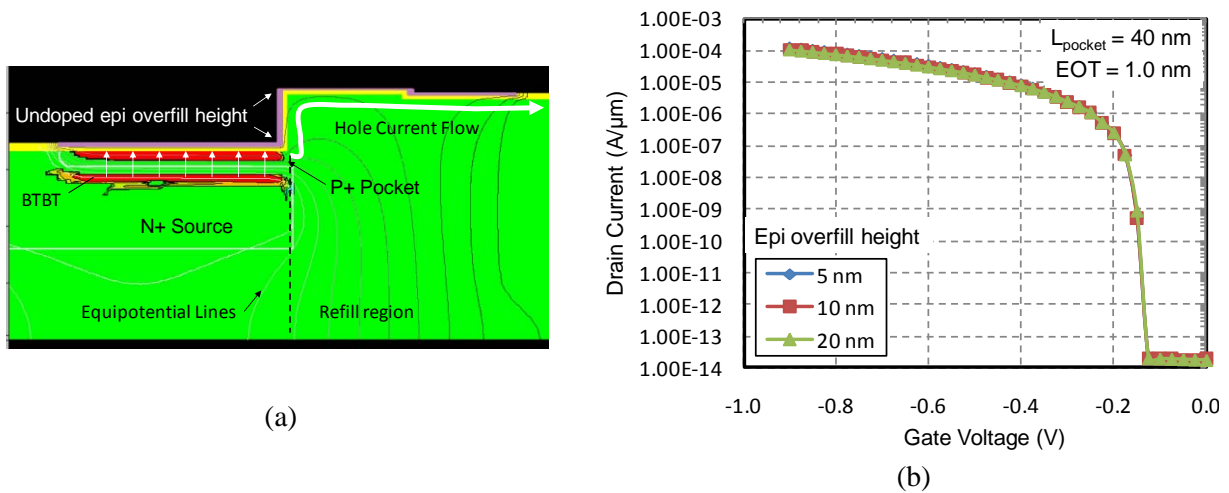 Undoped epi overfill height
Hole Current Flow
P+ Pocket
BTBT
N+ Source
Equipotential Lines
Refill region
(a)
1.00E-03
1.00E-04
1.00E-05
1.00E-06
1.00E-07
1.00E-08
1.00E-09
1.00E-10
1.00E-11
1.00E-12
1.00E-13
1.00E-14
Drain Current (A/µm)
Lpocket = 40 nm
EOT = 1.0 nm
Epi overfill height
5 nm
10 nm
20 nm
-1.0 -0.8 -0.6 -0.4 -0.2 0.0
Gate Voltage (V)
(b)